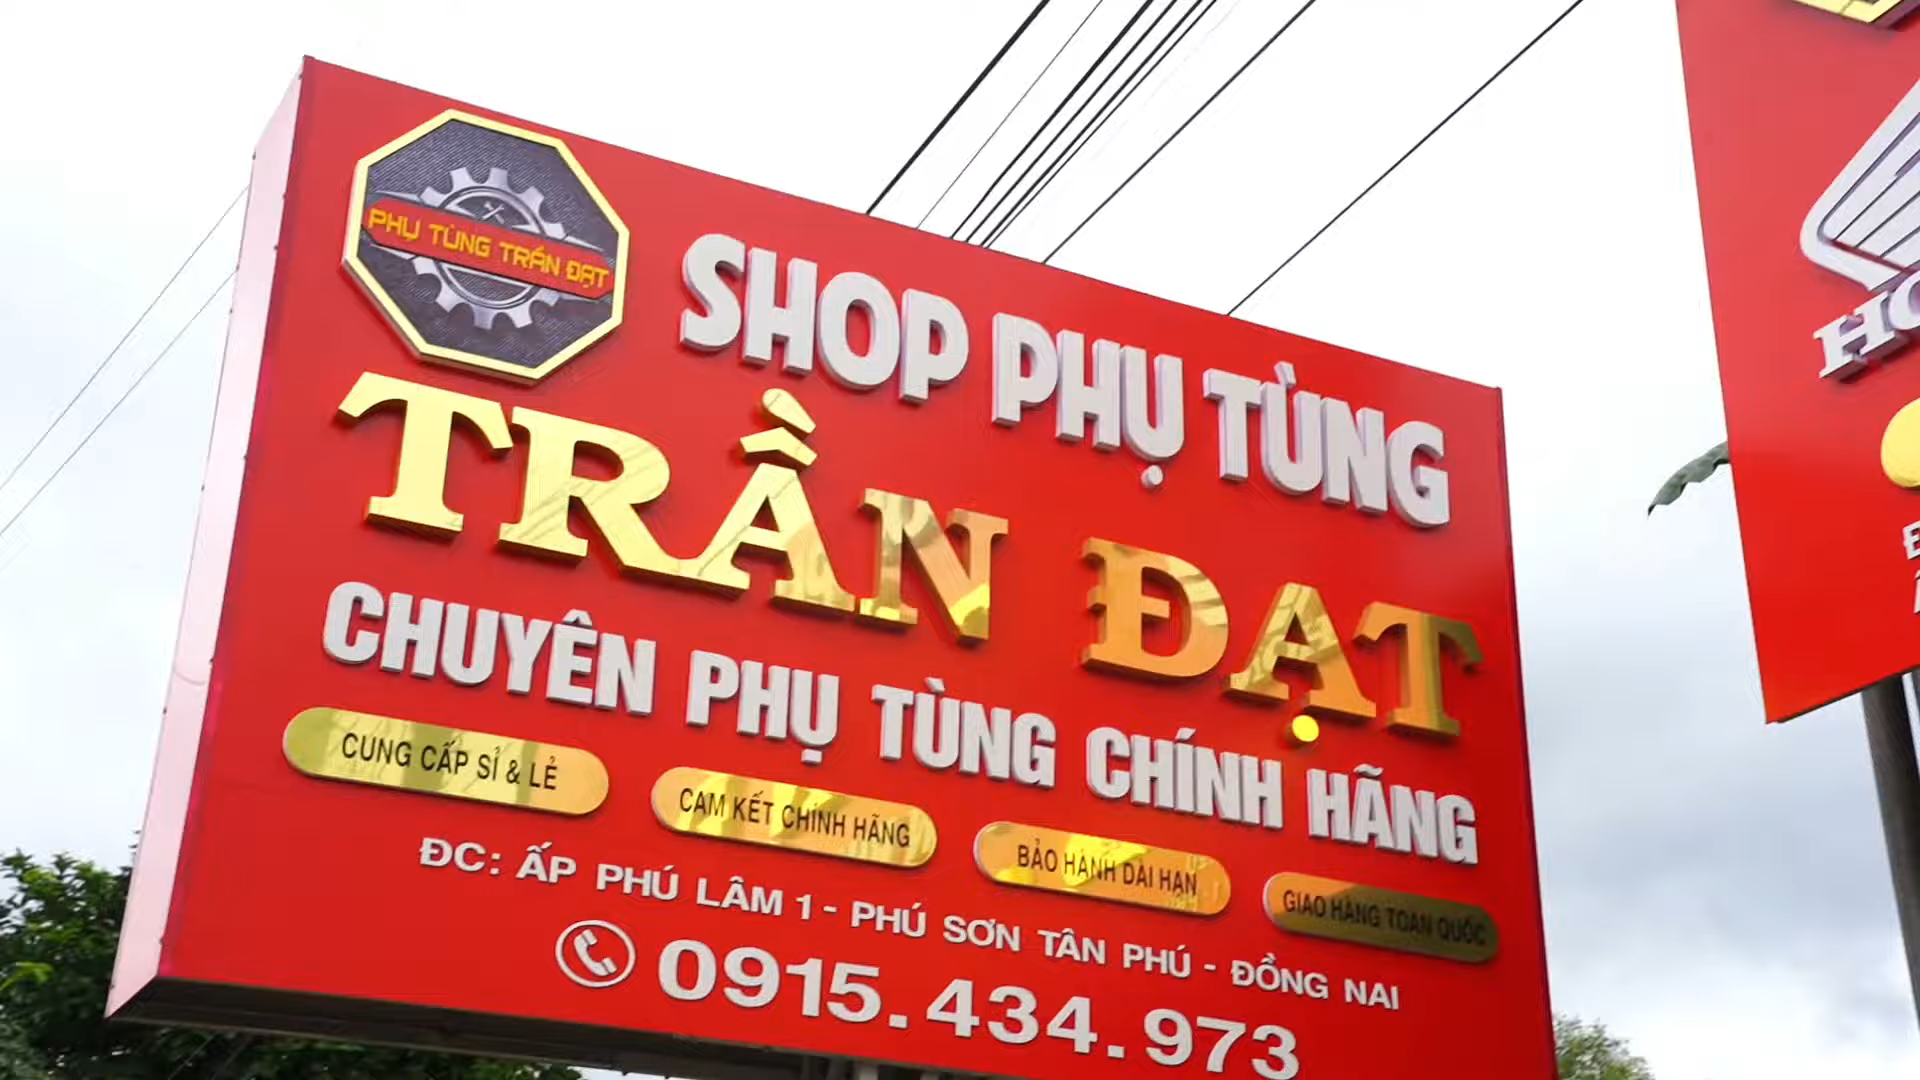 PHỤ TÙNG TRẦN ĐẠT
SHOP PHỤ TÙNG
TRẦN ĐẠT
CHUYÊN PHỤ TÙNG CHÍNH HÃNG
CUNG CẤP SỈ & LẺ
CAM KẾT CHÍNH HÃNG
BẢO HÀNH DÀI HẠN
GIAO HÀNG TOÀN QUỐC
ĐC: ẤP PHÚ LÂM 1 - PHÚ SƠN TÂN PHÚ - ĐỒNG NAI
0915.434.973